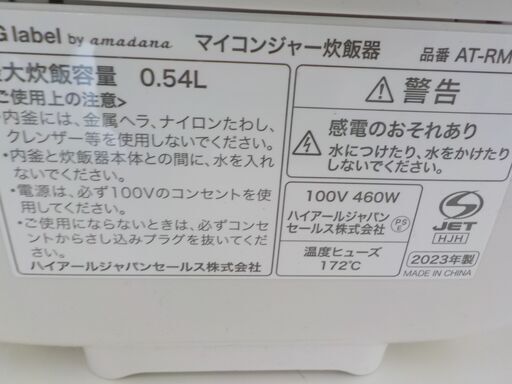 G label by amadana マイコンジャー炊飯器 品番 AT-RM
大炊飯容量 0.54L
ご使用上の注意>
・内釜には、金属ヘラ、ナイロンたわし、
クレンザー等を使用しないでください。
・内釜と炊飯器本体との間に、水を入れ
ないでください。
・電源は、必ず100Vのコンセントを使
用してください。
・ご使用にならないときは、必ずコンセ
ントからさし込みプラグを抜いてくだ
ハイアールジャパンセールス株式会社
警告
感電のおそれあり
水につけたり、水をかけたり
しないでください。
100V 460W
ハイアールジャパン
セールス株式会社
PS
E
温度ヒューズ
172℃
S
JET
HJH
2023年製
MADE IN CHINA